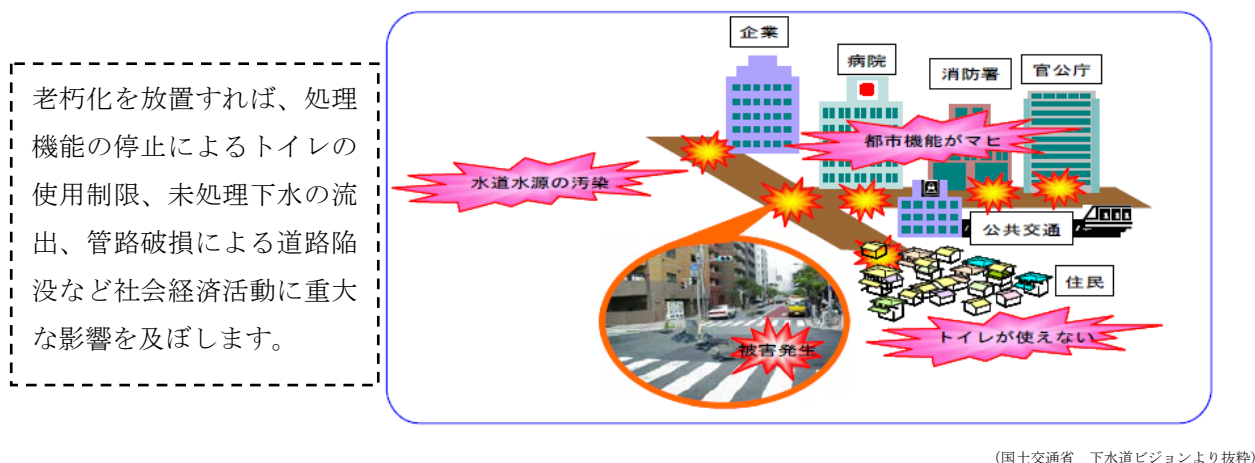 老朽化を放置すれば、処理
機能の停止によるトイレの
使用制限、未処理下水の流
出、管路破損による道路陥
没など社会経済活動に重大
な影響を及ぼします。
企業
病院
消防署
官公庁
都市機能がマヒ
水道水源の汚染
公共交通
住民
被害発生
トイレが使えない
(国土交通省 下水道ビジョンより抜粋)